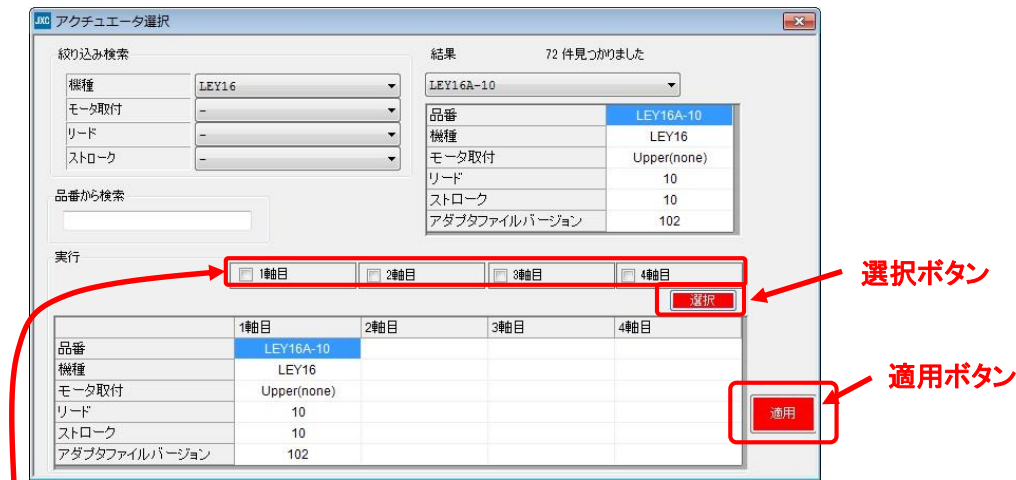 JXC アクチュエータ選択
絞り込み検索
機種 LEY16
モータ取付 -
リード -
ストローク -
品番から検索
結果 72 件見つかりました
LEY16A-10
品番 LEY16A-10
機種 LEY16
モータ取付 Upper(none)
リード 10
ストローク 10
アダプタファイルバージョン 102
実行
1軸目 2軸目 3軸目 4軸目
選択
選択ボタン
1軸目 2軸目 3軸目 4軸目
品番 LEY16A-10
機種 LEY16
モータ取付 Upper(none)
リード 10
ストローク 10
アダプタファイルバージョン 102
適用
適用ボタン